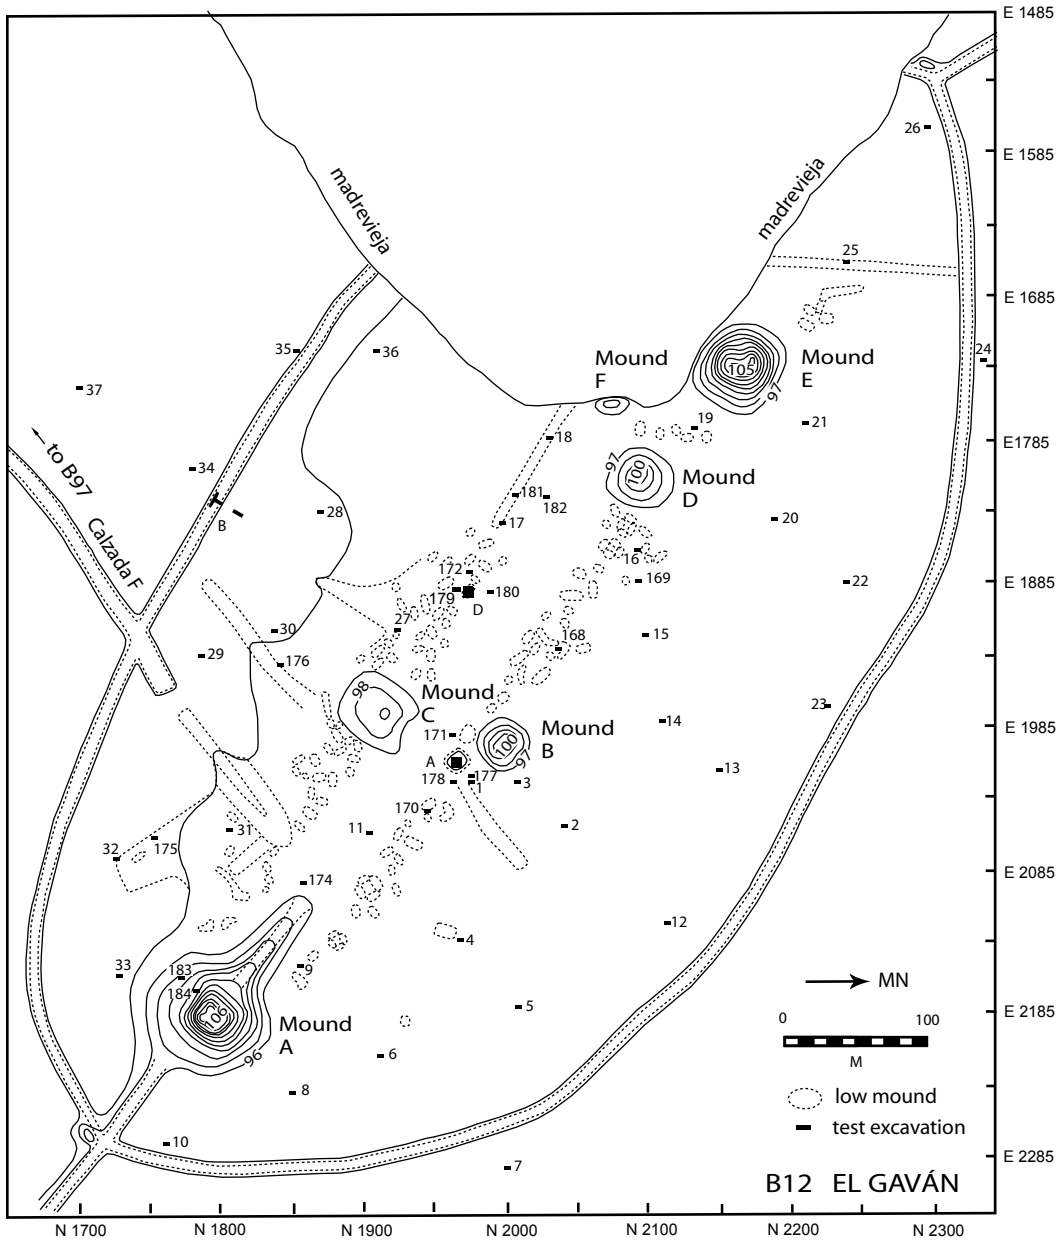 E 1485
26
E 1585
madrevieja
madrevieja
25
E 1685
35
36
Mound
F
105
97
Mound
E
24
37
19
21
to B97
18
E 1785
34
97
100
Mound
D
Calzada F
B
28
181
182
17
20
16
172
179
D
180
169
22
E 1885
27
30
29
176
168
15
98
Mound
C
23
14
171
100
97
Mound
B
E 1985
A
178
177
1
3
13
170
11
2
31
32
175
174
E 2085
12
4
33
183
9
184
106
MN
Mound
A
5
0
100
E 2185
M
96
6
8
low mound
test excavation
10
7
E 2285
B12 EL GAVÁN
N 1700
N 1800
N 1900
N 2000
N 2100
N 2200
N 2300